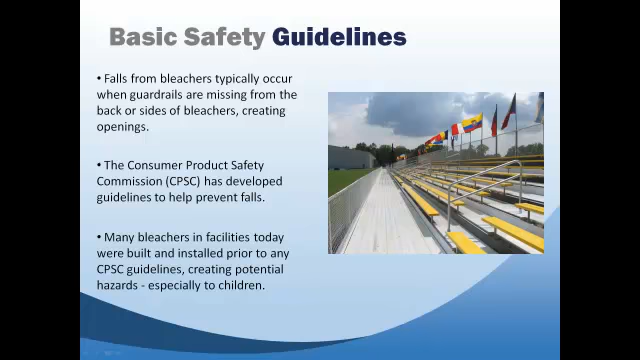 Basic Safety Guidelines
• Falls from bleachers typically occur
when guardrails are missing from the
back or sides of bleachers, creating
openings.
• The Consumer Product Safety
Commission (CPSC) has developed
guidelines to help prevent falls.
• Many bleachers in facilities today
were built and installed prior to any
CPSC guidelines, creating potential
hazards - especially to children.